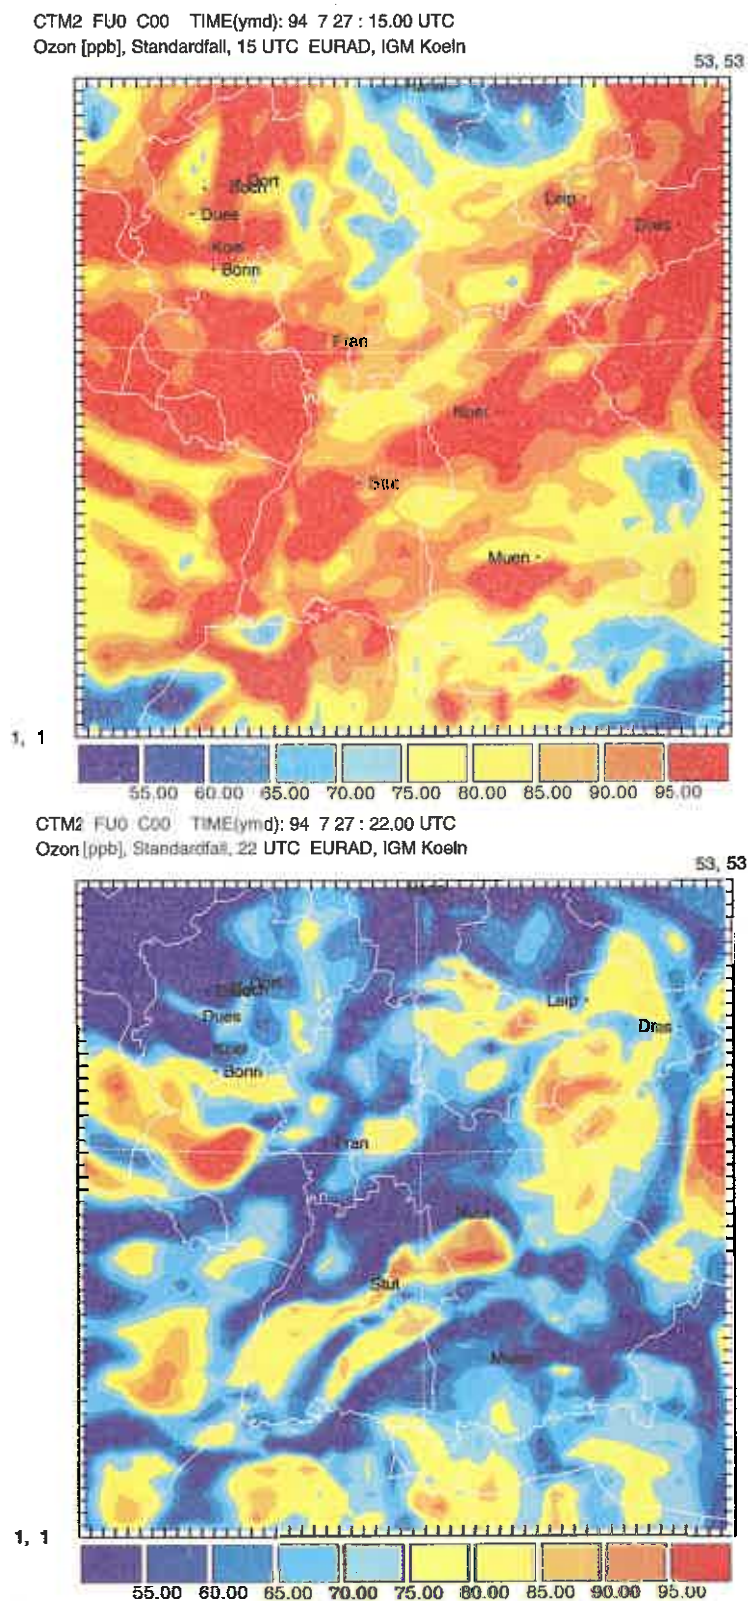 CTM2 FU0 C00 TIME(ymd): 94 7 27 : 15.00 UTC
Ozon [ppb], Standardfall, 15 UTC EURAD, IGM Koeln
53, 53
Dort
Boch
Leip
Dues
Dres
Koel
Bonn
Fran
Nuer
Stut
Muen
1, 1
55.00 60.00 65.00 70.00 75.00 80.00 85.00 90.00 95.00
CTM2 FU0 C00 TIME(ymd): 94 7 27 : 22.00 UTC
Ozon [ppb], Standardfall, 22 UTC EURAD, IGM Koeln
53, 53
Dort
Boch
Leip
Dues
Dres
Koel
Bonn
Fran
Stut
1, 1
55.00 60.00 65.00 70.00 75.00 80.00 85.00 90.00 95.00